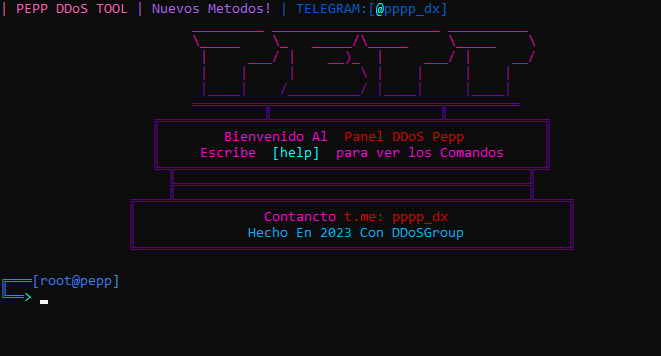 | PEPP DDoS TOOL | Nuevos Metodos! | TELEGRAM:[@pppp_dx]
PEPP
Bienvenido Al Panel DDoS Pepp
Escribe [help] para ver los Comandos
Contancto t.me: pppp_dx
Hecho En 2023 Con DDoSGroup
[root@pepp]
>